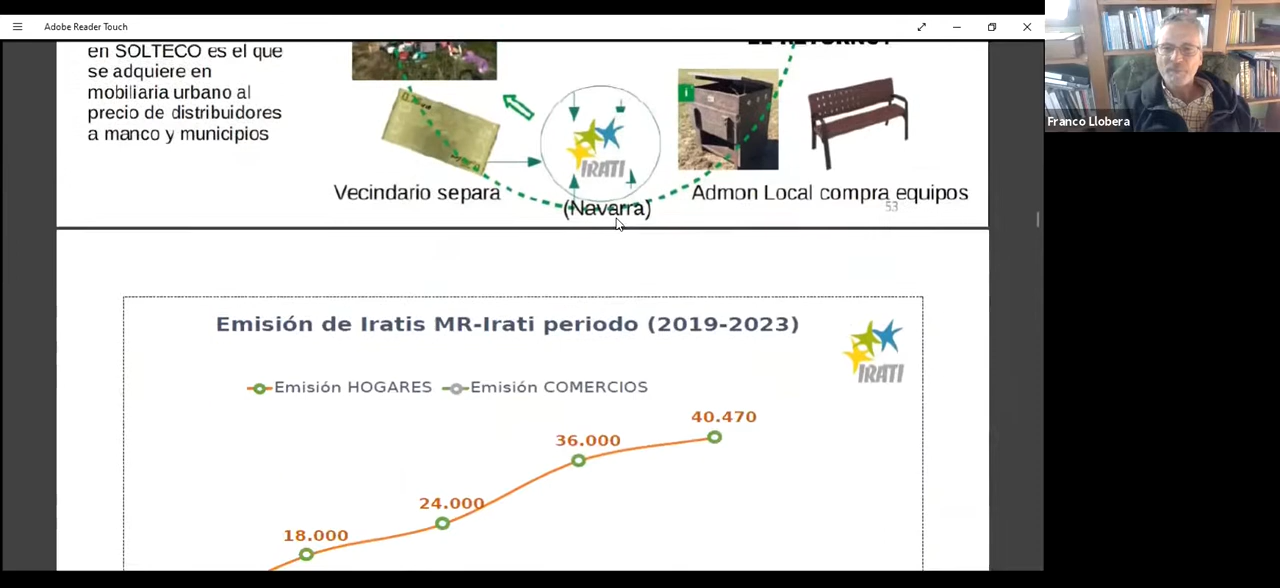 Adobe Reader Touch
Franco Llobera
en SOLTECO es el que
se adquiere en
mobiliaria urbano al
precio de distribuidores
a manco y municipios
IRATI
Vecindario separa
(Navarra)
Admon Local compra equipos
53
Emisión de Iratis MR-Irati periodo (2019-2023)
IRATI
Emisión HOGARES
Emisión COMERCIOS
40.470
36.000
24.000
18.000